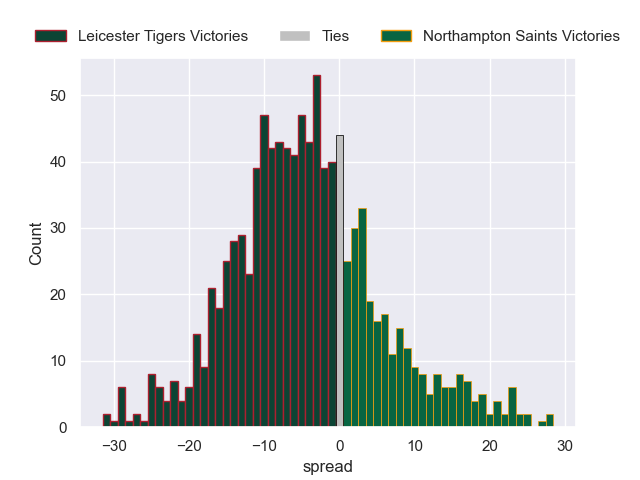 Leicester Tigers Victories Ties Northampton Saints Victories
50
40
30
20
10
0
Count
−30 −20 −10 0 10 20 30
spread